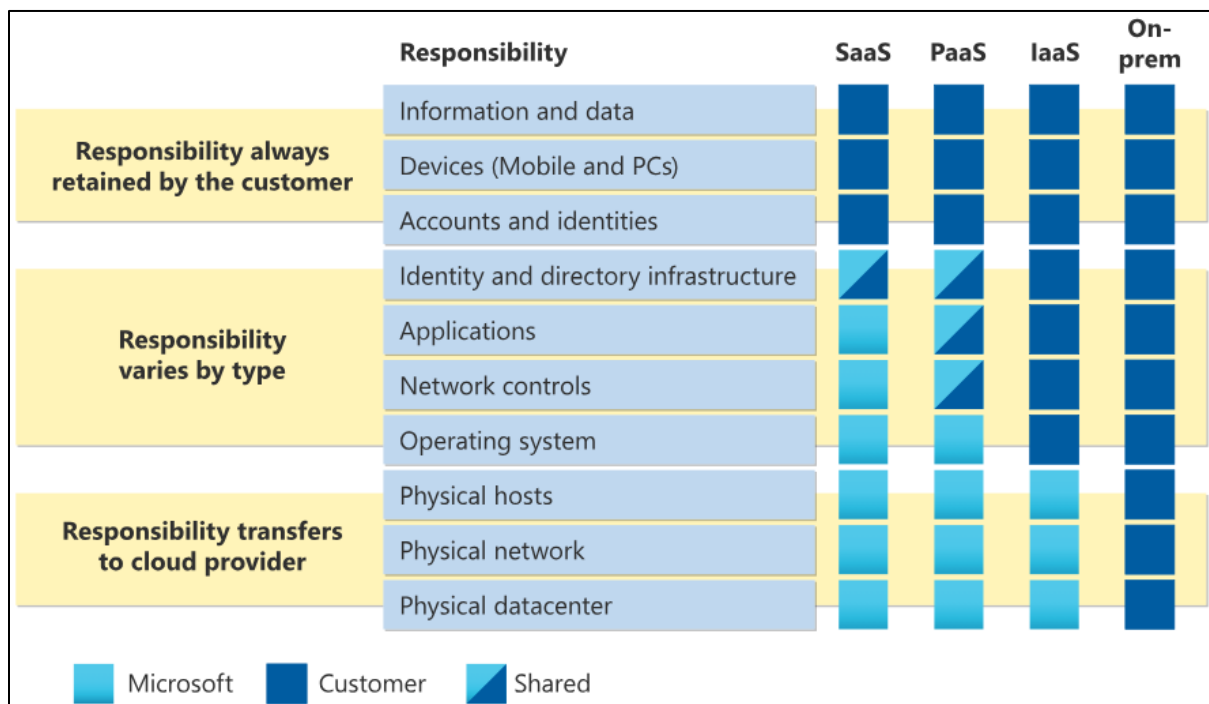 Responsibility SaaS PaaS IaaS On-
prem
Information and data
Responsibility always
retained by the customer
Devices (Mobile and PCs)
Accounts and identities
Identity and directory infrastructure
Responsibility
varies by type
Applications
Network controls
Operating system
Physical hosts
Responsibility transfers
to cloud provider
Physical network
Physical datacenter
Microsoft Customer Shared